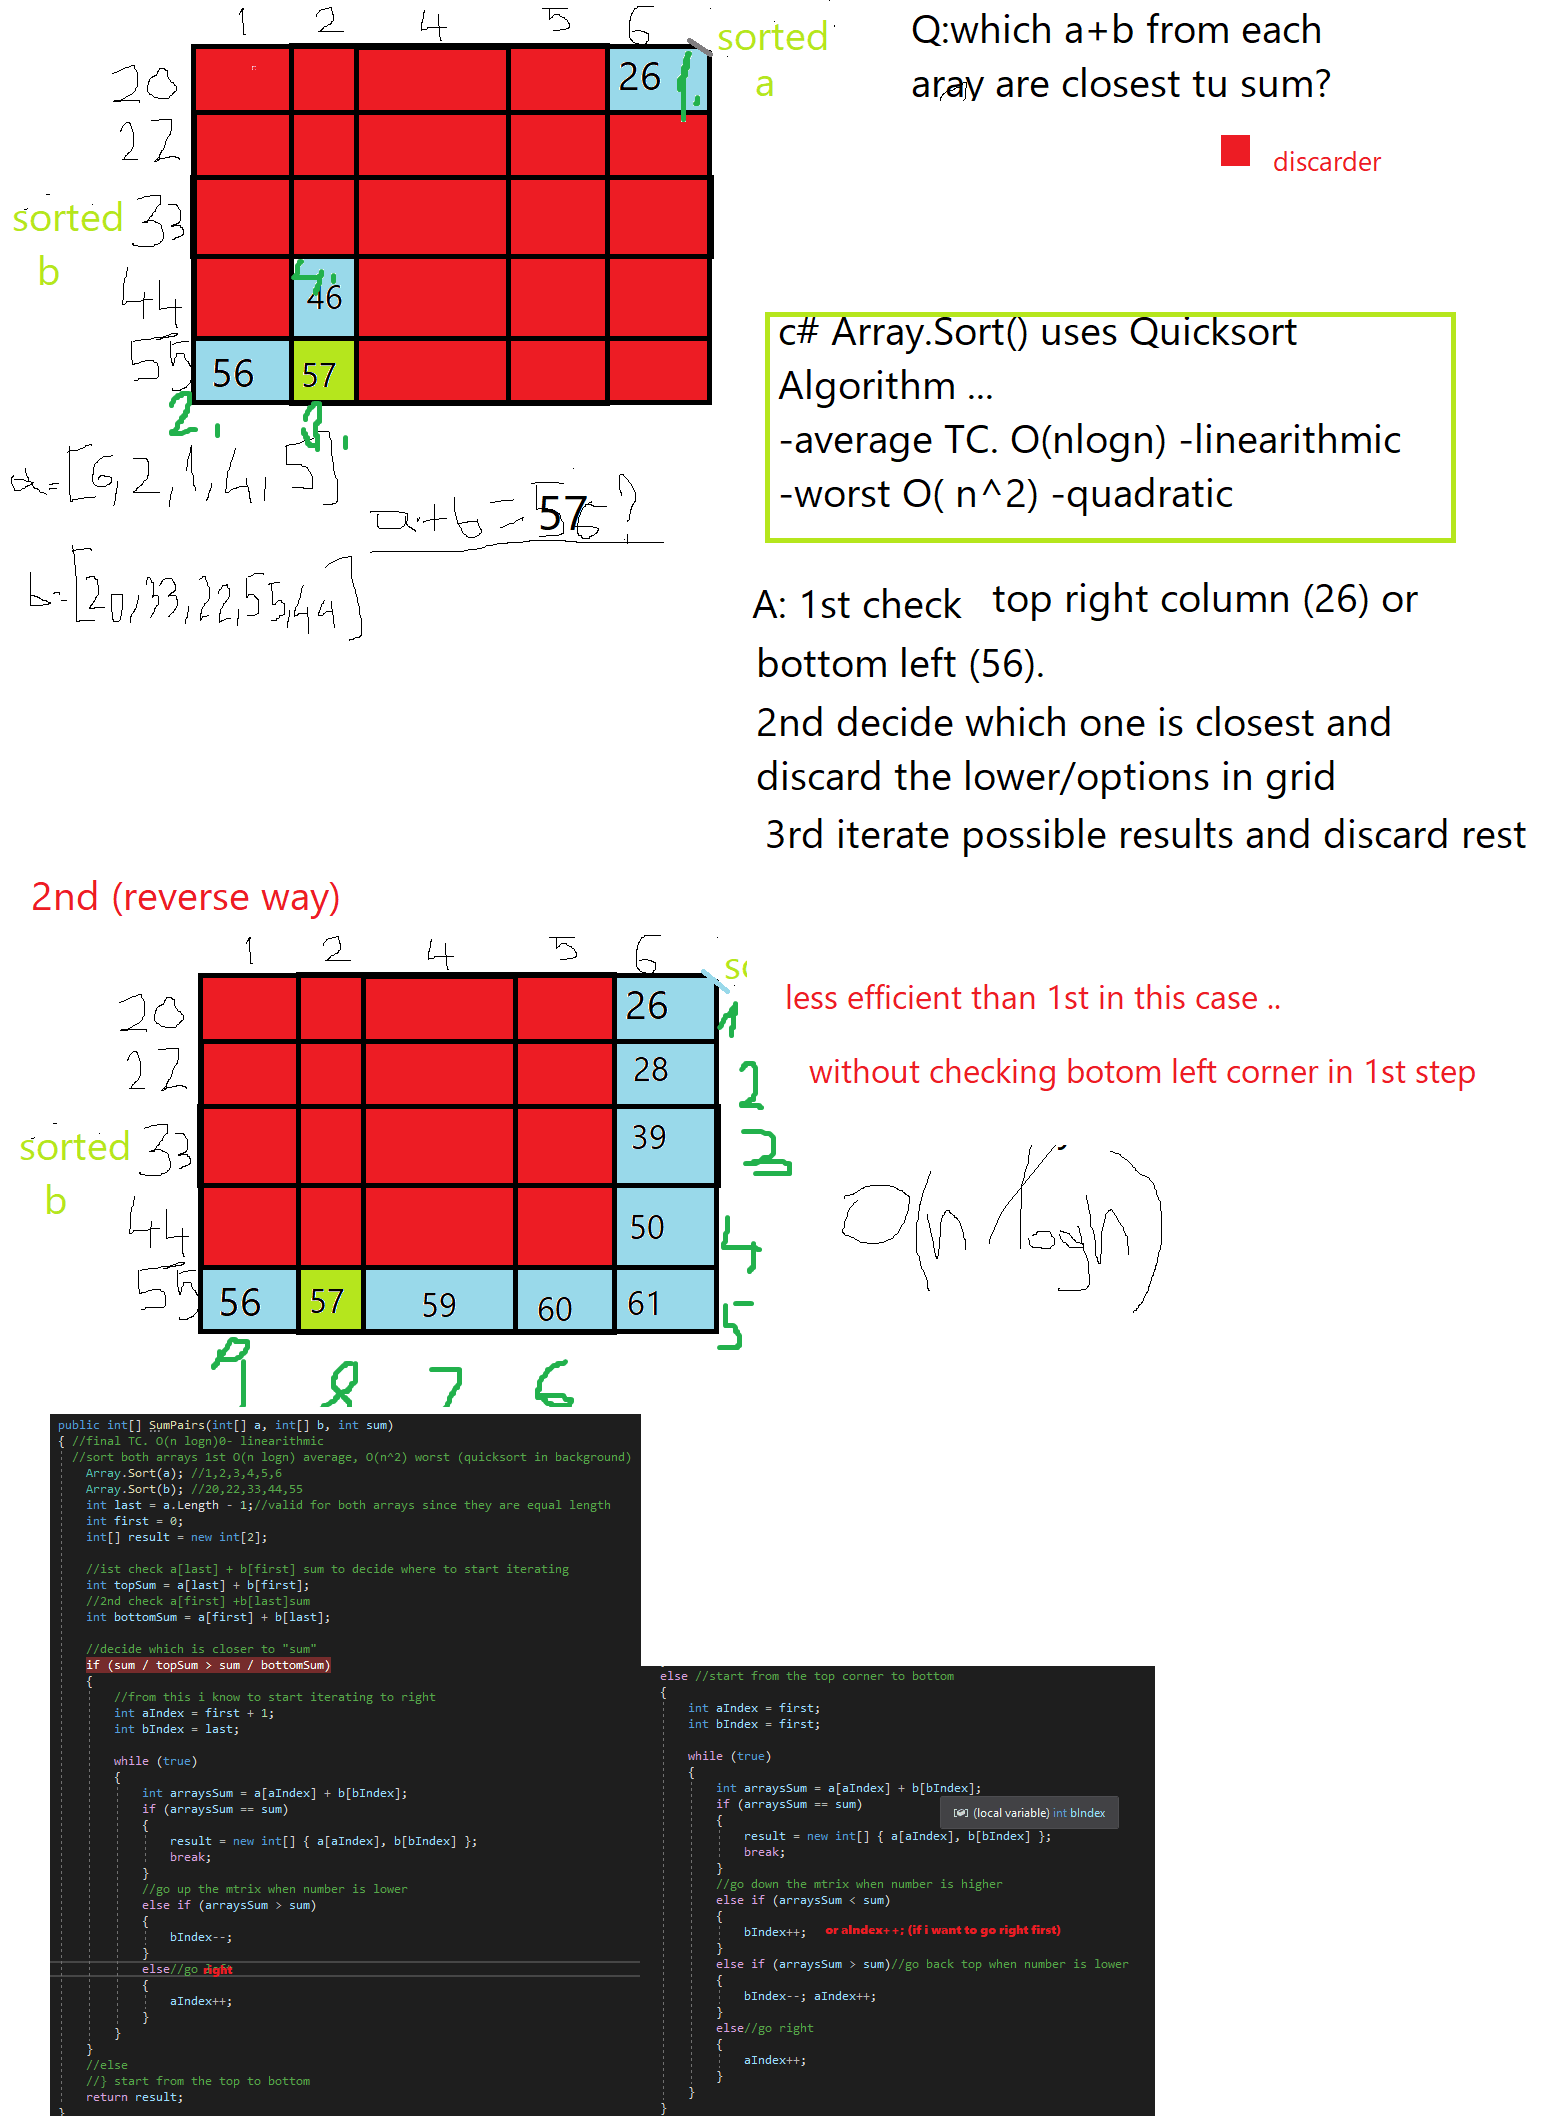 1 2 4 5 6
sorted
a
Q:which a+b from each
aray are closest tu sum?
discarder
20
26
1.
22
sorted
b
33
44
4.
46
55
56
57
2.
3.
a=[6,2,1,4,5]
a+b=57?
b=[20,33,22,55,44]
c# Array.Sort() uses Quicksort
Algorithm ...
-average TC. O(nlogn) -linearithmic
-worst O( n^2) -quadratic
A: 1st check top right column (26) or
bottom left (56).
2nd decide which one is closest and
discard the lower/options in grid
3rd iterate possible results and discard rest
2nd (reverse way)
1 2 4 5 6
20
26
1
22
28
2
sorted
b
33
39
3
44
50
4
55
56 57 59 60 61
5
9 8 7 6
less efficient than 1st in this case ..
without checking botom left corner in 1st step
O(n logn)
public int[] SumPairs(int[] a, int[] b, int sum)
{ //final TC. O(n logn)0- linearithmic
//sort both arrays 1st O(n logn) average, O(n^2) worst (quicksort in background)
Array.Sort(a); //1,2,3,4,5,6
Array.Sort(b); //20,22,33,44,55
int last = a.Length - 1;//valid for both arrays since they are equal length
int first = 0;
int[] result = new int[2];
//ist check a[last] + b[first] sum to decide where to start iterating
int topSum = a[last] + b[first];
//2nd check a[first] +b[last]sum
int bottomSum = a[first] + b[last];
//decide which is closer to "sum"
if (sum / topSum > sum / bottomSum)
{
//from this i know to start iterating to right
int aIndex = first + 1;
int bIndex = last;
while (true)
{
int arraysSum = a[aIndex] + b[bIndex];
if (arraysSum == sum)
{
result = new int[] { a[aIndex], b[bIndex] };
break;
}
//go up the mtrix when number is lower
else if (arraysSum > sum)
{
bIndex--;
}
else//go right
{
aIndex++;
}
}
}
//else
//} start from the top to bottom
return result;
}
else //start from the top corner to bottom
{
int aIndex = first;
int bIndex = first;
while (true)
{
int arraysSum = a[aIndex] + b[bIndex];
if (arraysSum == sum)
{
(local variable) int bIndex
result = new int[] { a[aIndex], b[bIndex] };
break;
}
//go down the mtrix when number is higher
else if (arraysSum < sum)
{
bIndex++; or aIndex++; (if i want to go right first)
}
else if (arraysSum > sum)//go back top when number is lower
{
bIndex--; aIndex++;
}
else//go right
{
aIndex++;
}
}
}